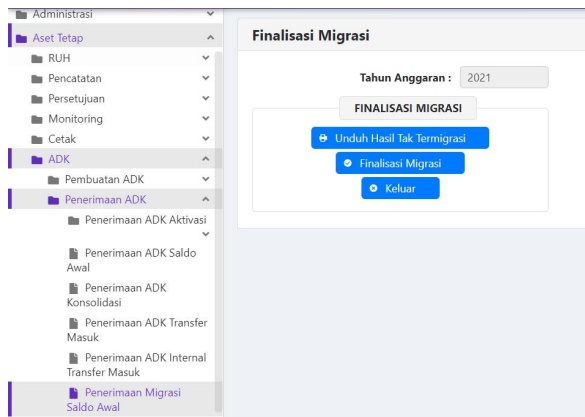 Administrasi
Aset Tetap
RUH
Pencatatan
Persetujuan
Monitoring
Cetak
ADK
Pembuatan ADK
Penerimaan ADK
Penerimaan ADK Aktivasi
Penerimaan ADK Saldo
Awal
Penerimaan ADK
Konsolidasi
Penerimaan ADK Transfer
Masuk
Penerimaan ADK Internal
Transfer Masuk
Penerimaan Migrasi
Saldo Awal
Finalisasi Migrasi
Tahun Anggaran : 2021
FINALISASI MIGRASI
Unduh Hasil Tak Termigrasi
Finalisasi Migrasi
Keluar